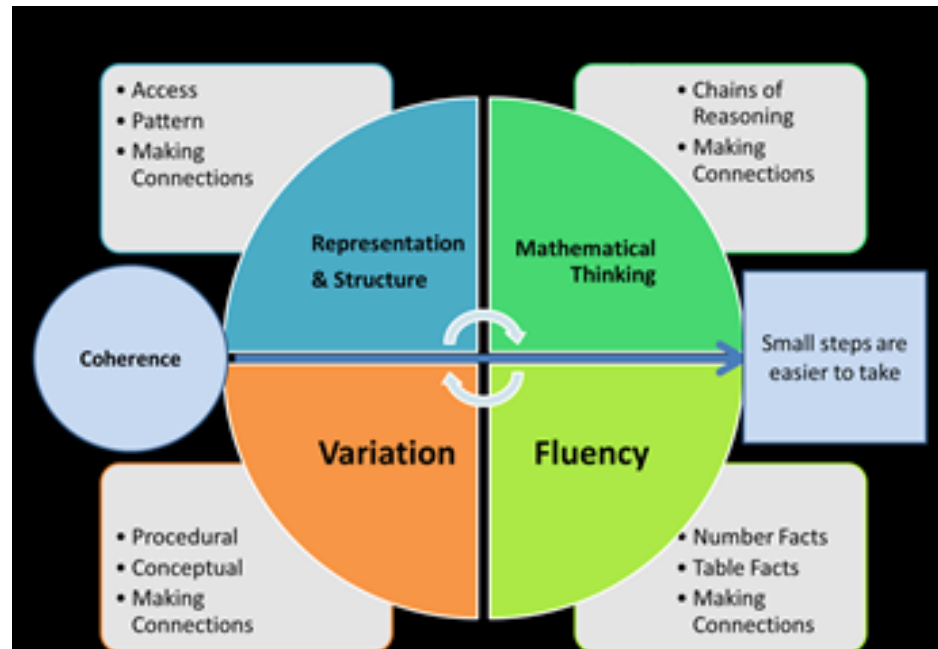 • Access
• Pattern
• Making
Connections
• Chains of
Reasoning
• Making
Connections
Representation
& Structure
Mathematical
Thinking
Coherence
Small steps are
easier to take
Variation
Fluency
• Procedural
• Conceptual
• Making
Connections
• Number Facts
• Table Facts
• Making
Connections